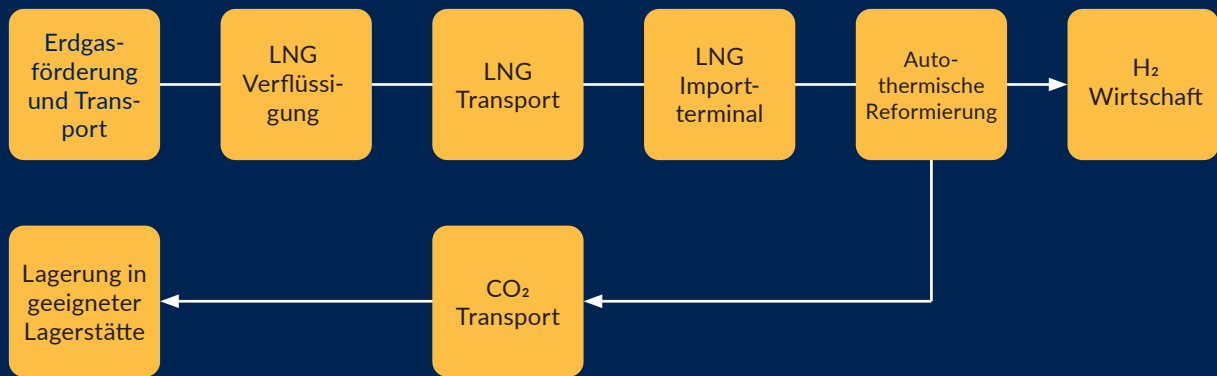 Erdgas-
förderung
und Trans-
port
LNG
Verflüssi-
gung
LNG
Transport
LNG
Import-
terminal
Auto-
thermische
Reformierung
H₂
Wirtschaft
Lagerung in
geeigneter
Lagerstätte
CO₂
Transport